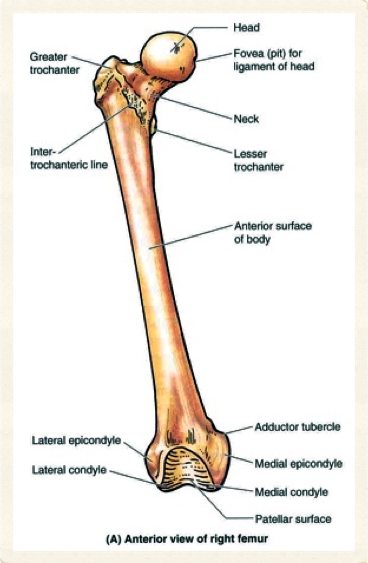 Head
Greater
trochanter
Fovea (pit) for
ligament of head
Neck
Inter-
trochanteric line
Lesser
trochanter
Anterior surface
of body
Adductor tubercle
Lateral epicondyle
Medial epicondyle
Lateral condyle
Medial condyle
Patellar surface
(A) Anterior view of right femur